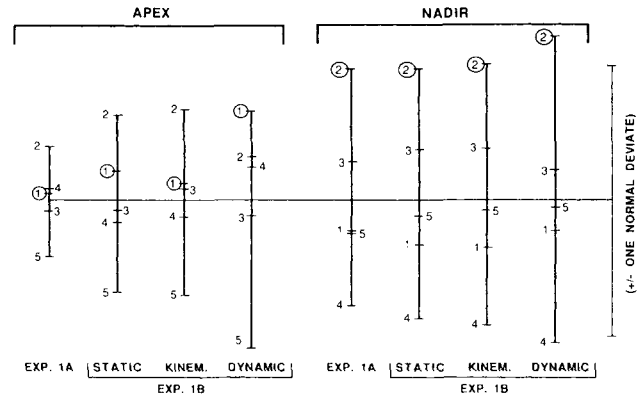 APEX NADIR
2 1 4 3 5
2 1 3 4 5
2 1 3 4 5
1 2 4 3 5
2 3 1 5 4
2 3 5 1 4
2 3 5 1 4
2 3 5 1 4
(+/- ONE NORMAL DEVIATE)
EXP. 1A STATIC KINEM. DYNAMIC EXP. 1A STATIC KINEM. DYNAMIC
EXP. 1B EXP. 1B